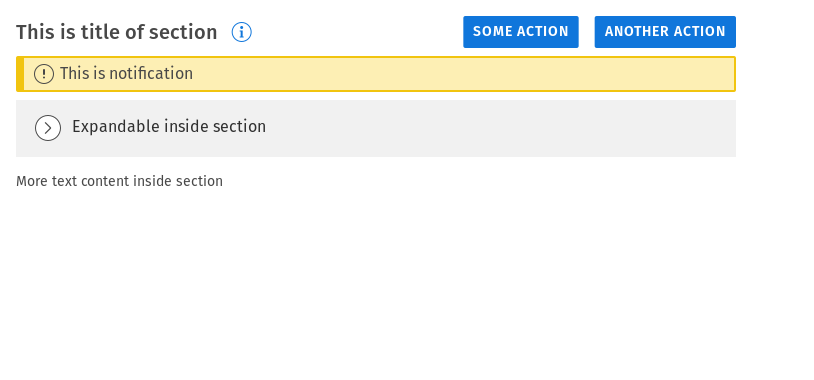 This is title of section
SOME ACTION
ANOTHER ACTION
This is notification
Expandable inside section
More text content inside section